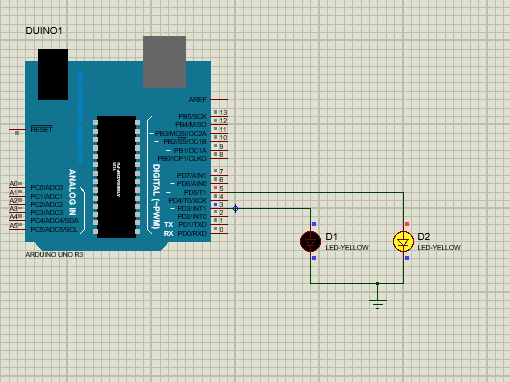 DUINO1
AREF
RESET
PB5/SCK 13
PB4/MISO 12
PB3/MOSI/OC2A 11
PB2/SS/OC1B 10
PB1/OC1A 9
PB0/ICP1/CLKO 8
PD7/AIN1 7
PD6/AIN0 6
PD5/T1 5
PD4/T0/XCK 4
PD3/INT1 3
PD2/INT0 2
TX PD1/TXD 1
RX PD0/RXD 0
DIGITAL (~PWM)
ANALOG IN
A0 PC0/ADC0
A1 PC1/ADC1
A2 PC2/ADC2
A3 PC3/ADC3
A4 PC4/ADC4/SDA
A5 PC5/ADC5/SCL
ARDUINO UNO R3
D1
LED-YELLOW
D2
LED-YELLOW